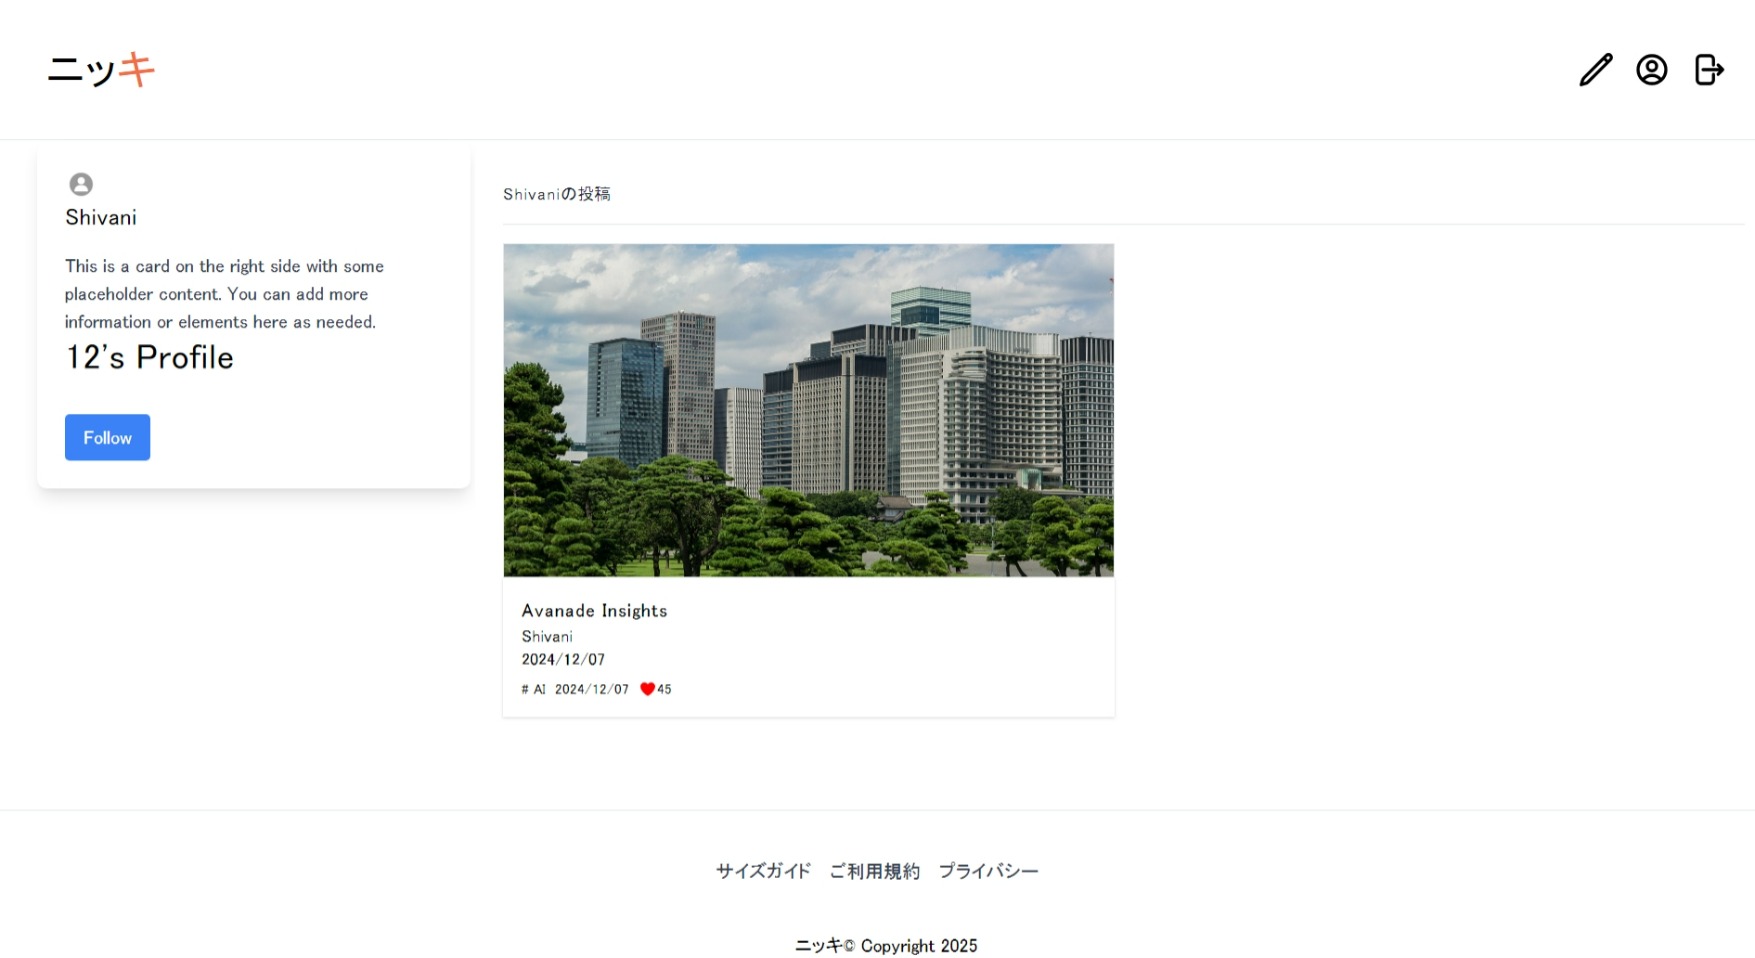 ニッキ
Shivani
This is a card on the right side with some
placeholder content. You can add more
information or elements here as needed.
12's Profile
Follow
Shivaniの投稿
Avanade Insights
Shivani
2024/12/07
# AI 2024/12/07 45
サイズガイド ご利用規約 プライバシー
ニッキ© Copyright 2025